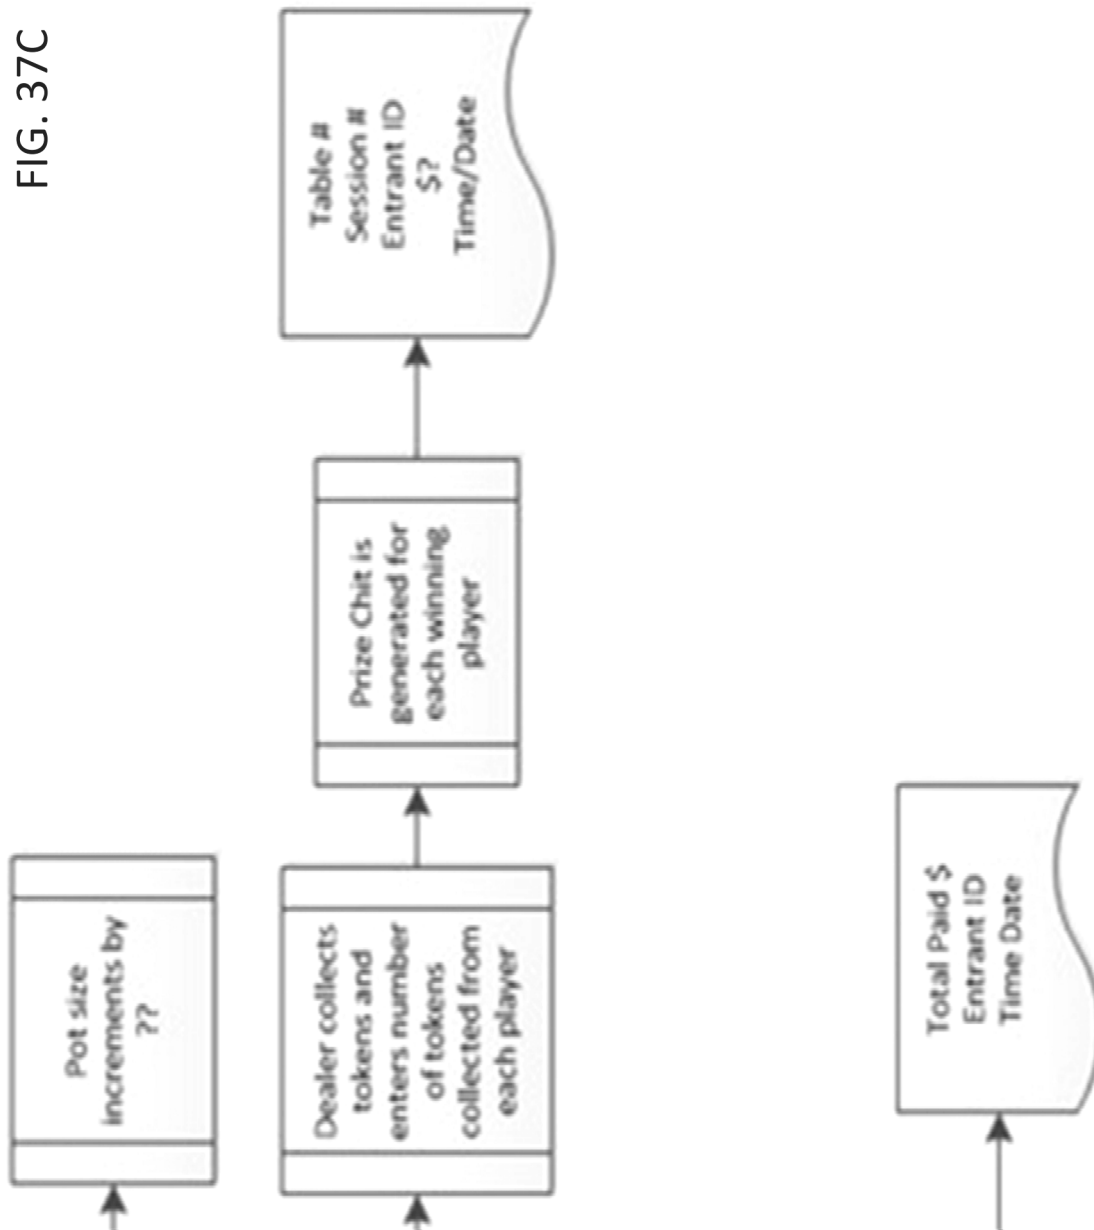 FIG. 37C
Pot size
increments by
??
Dealer collects
tokens and
enters number
of tokens
collected from
each player
Prize Chit is
generated for
each winning
player
Table #
Session #
Entrant ID
$?
Time/Date
Total Paid $
Entrant ID
Time Date